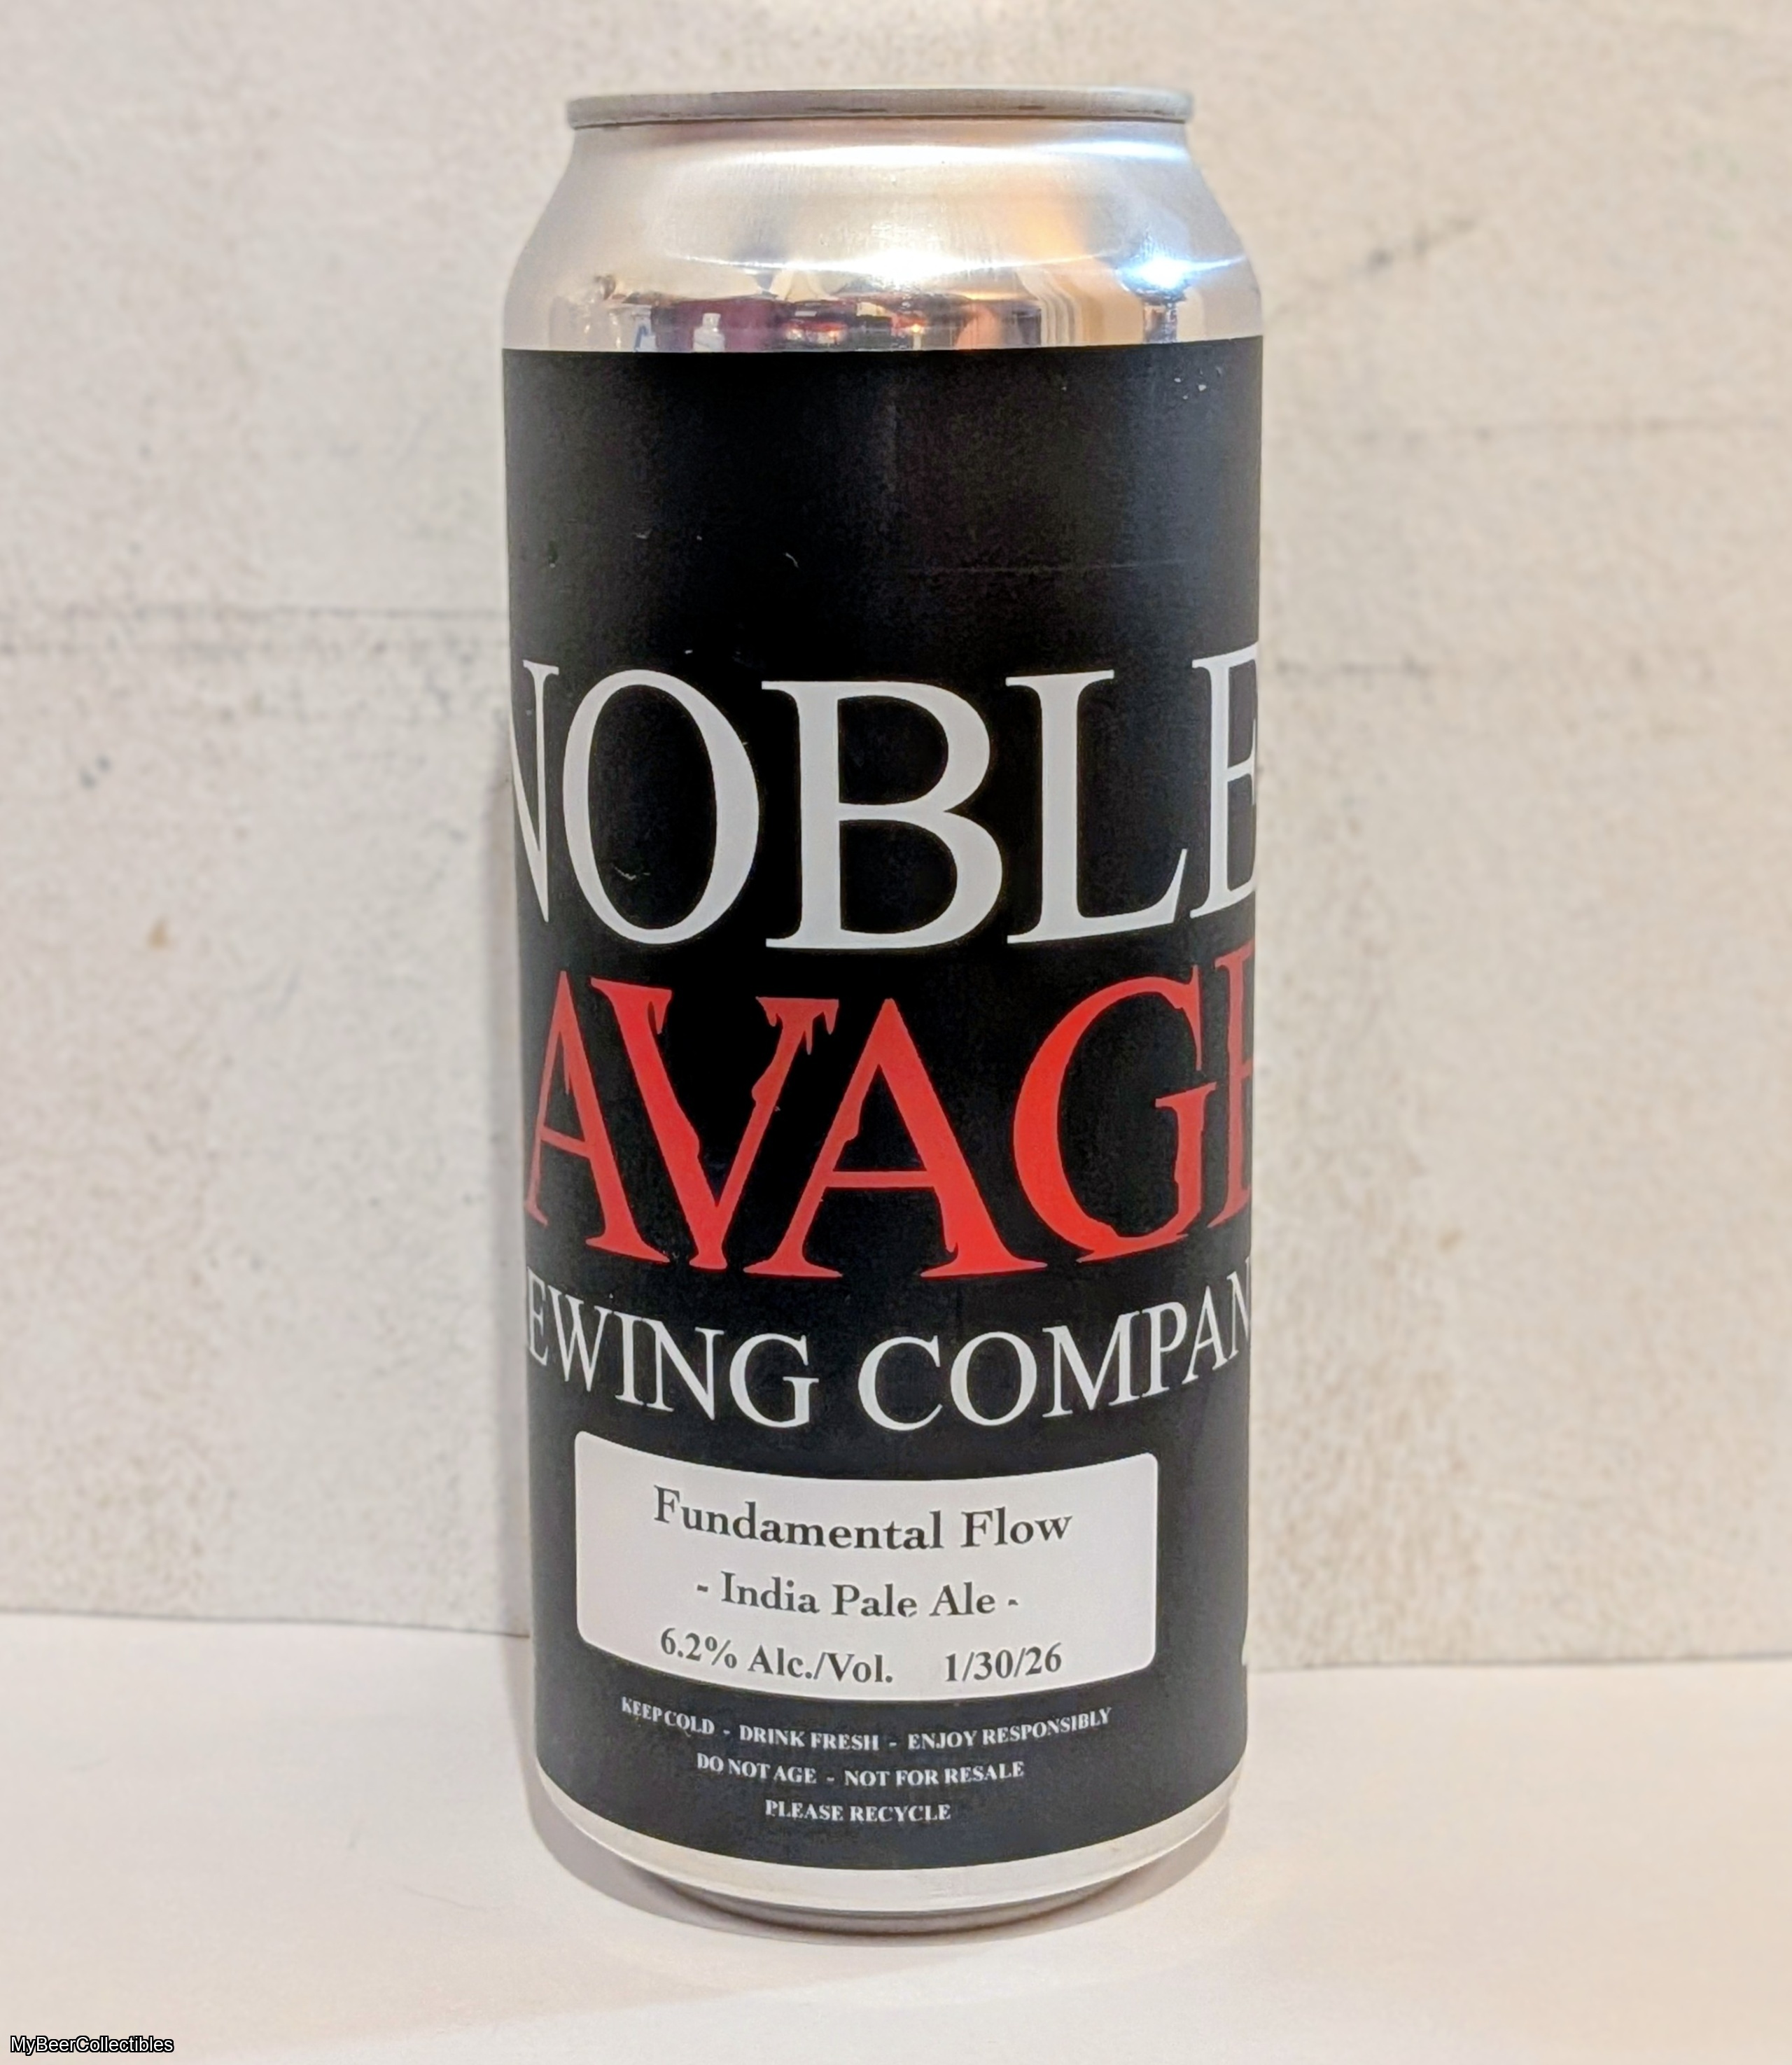 NOBLE
AVAGE
EWING COMPAN
Fundamental Flow
- India Pale Ale -
6.2% Alc./Vol. 1/30/26
KEEP COLD - DRINK FRESH - ENJOY RESPONSIBLY
DO NOT AGE - NOT FOR RESALE
PLEASE RECYCLE
MyBeerCollectibles